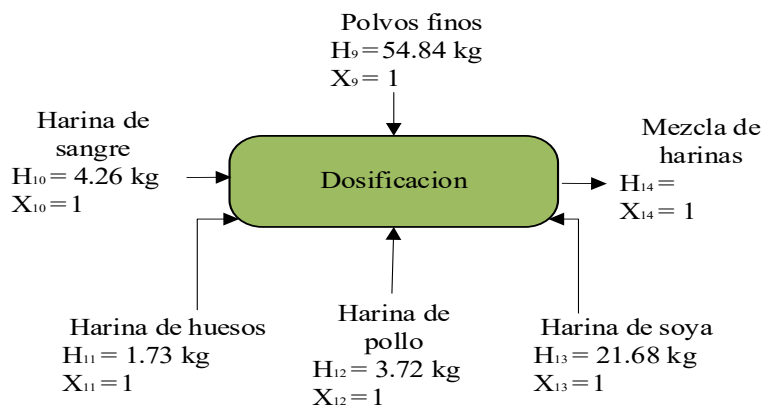 Polvos finos
H₉ = 54.84 kg
X₉ = 1
Harina de
sangre
H₁₀ = 4.26 kg
X₁₀ = 1
Dosificacion
Mezcla de
harinas
H₁₄ =
X₁₄ = 1
Harina de huesos
H₁₁ = 1.73 kg
X₁₁ = 1
Harina de
pollo
H₁₂ = 3.72 kg
X₁₂ = 1
Harina de soya
H₁₃ = 21.68 kg
X₁₃ = 1